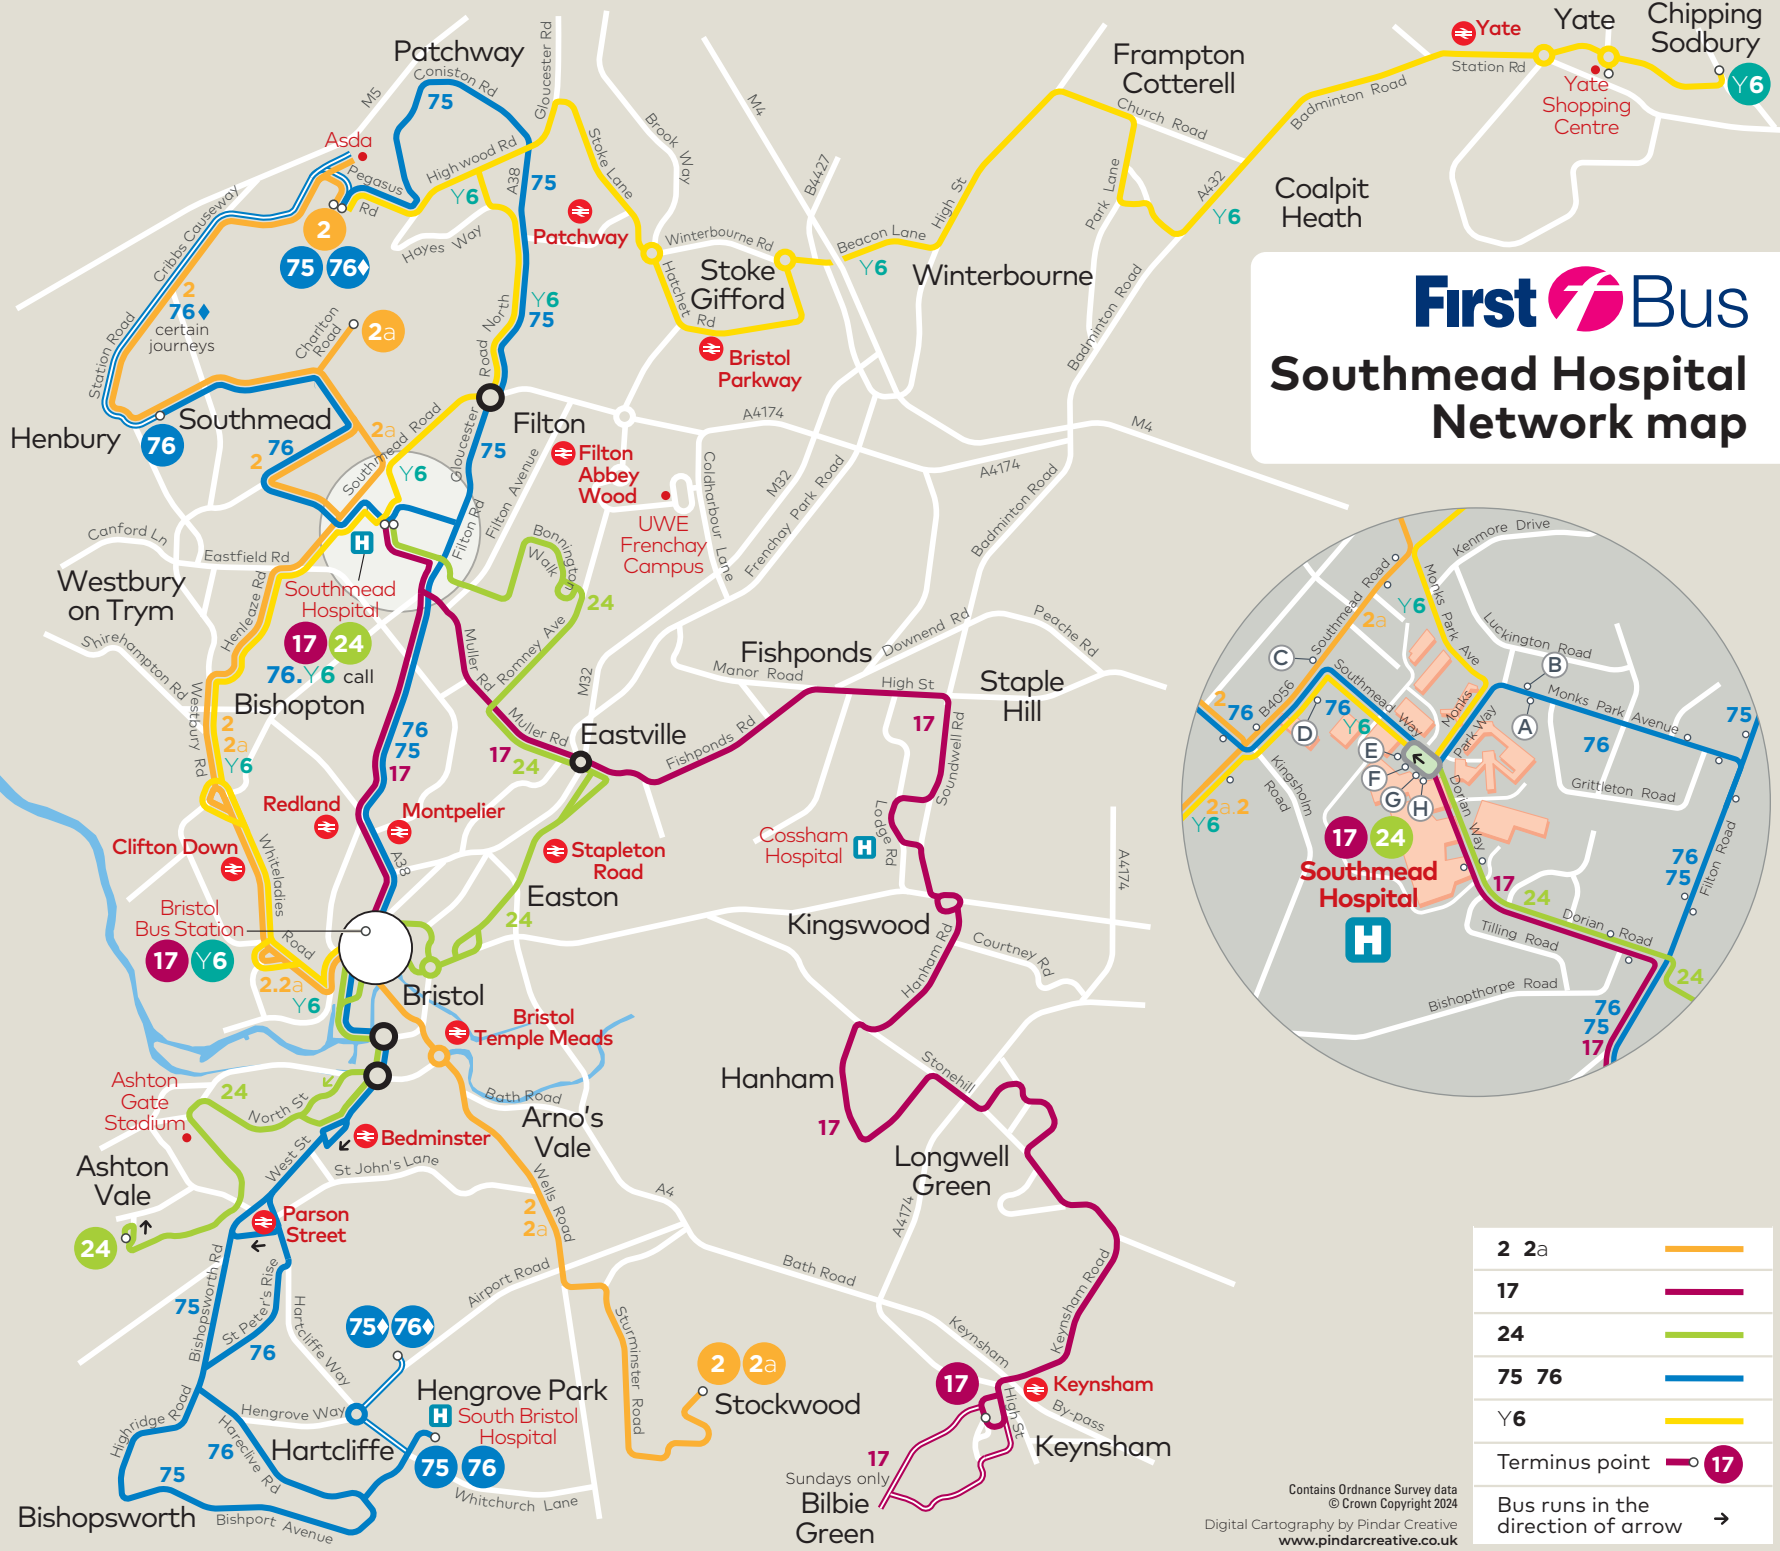 Patchway
Coniston Rd
75
M5
Gloucester Rd
Asda
Pegasus
Rd
Highwood Rd
Y6
A38
75
Stoke Lane
Brook Way
M4
B4427
Patchway
Hayes Way
2
75 76♦
Cribbs Causeway
2
76♦
certain
journeys
Station Road
Charlton
Road
2a
Y6
75
Road North
Winterbourne Rd
Stoke
Gifford
Hatchet
Rd
Bristol
Parkway
Beacon Lane
Y6
High St
Winterbourne
Frampton
Cotterell
Church Road
Park Lane
A432
Y6
Badminton Road
Coalpit
Heath
Yate
Station Rd
Yate
Yate
Shopping
Centre
Chipping
Sodbury
Y6
First Bus
Southmead Hospital
Network map
Henbury
76
Southmead
76
2
2a
Southmead Road
Y6
Gloucester
75
Filton
Filton
Abbey
Wood
Filton Avenue
Filton Rd
A4174
UWE
Frenchay
Campus
Coldharbour Lane
M32
Frenchay Park Road
Badminton Road
A4174
Badminton Road
M4
Canford Ln
Eastfield Rd
Westbury
on Trym
Henleaze Rd
Southmead
Hospital
17 24
76.Y6 call
Shirehampton Rd
Bishopton
Westbury Rd
2
2a
Y6
Bonnington
Walk
24
Muller Rd
Romney Ave
M32
Muller Rd
17
24
Eastville
Fishponds Rd
Fishponds
Manor Road
Downend Rd
Peache Rd
High St
Staple
Hill
17
Soundwell Rd
76
75
17
Redland
Montpelier
A38
Clifton Down
Whiteladies
Road
Stapleton
Road
Easton
24
Cossham
Hospital
Lodge Rd
A4174
Bristol
Bus Station
17 Y6
2.2a
Y6
Bristol
Bristol
Temple Meads
Kingswood
Hanham Rd
Courtney Rd
Ashton
Gate
Stadium
24
North St
Bath Road
Arno's
Vale
Hanham
Stonehill
17
Ashton
Vale
24
West St
Bedminster
St John's Lane
Parson
Street
Wells Road
2
2a
A4
Longwell
Green
A4174
Bishopsworth Rd
75
St Peter's Rise
76
Hartcliffe Way
Airport Road
Bath Road
Keynsham Road
75♦ 76♦
Sturminster Road
2 2a
Stockwood
Keynsham
By-pass
17
Keynsham
High St
Keynsham
Hengrove Park
South Bristol
Hospital
75 76
Hengrove Way
Hartcliffe
Highridge Road
76
Hareclive Rd
75
Bishopsworth
Bishport Avenue
Whitchurch Lane
17
Sundays only
Bilbie
Green
Kenmore Drive
Southmead Road
2a
Y6
Monks Park Ave
Luckington Road
B
C
2
76
B4056
Southmead Way
76
Y6
D
Monks
Park Way
A
Monks Park Avenue
75
76
E
F
G
H
Kingsholm
Road
2a.2
Y6
Grittleton Road
Dorian Way
17 24
Southmead
Hospital
H
17
24
76
75
Filton Road
Dorian Road
Tilling Road
Bishopthorpe Road
24
76
75
17
2 2a
17
24
75 76
Y6
Terminus point 17
Bus runs in the
direction of arrow
Contains Ordnance Survey data
© Crown Copyright 2024
Digital Cartography by Pindar Creative
www.pindarcreative.co.uk